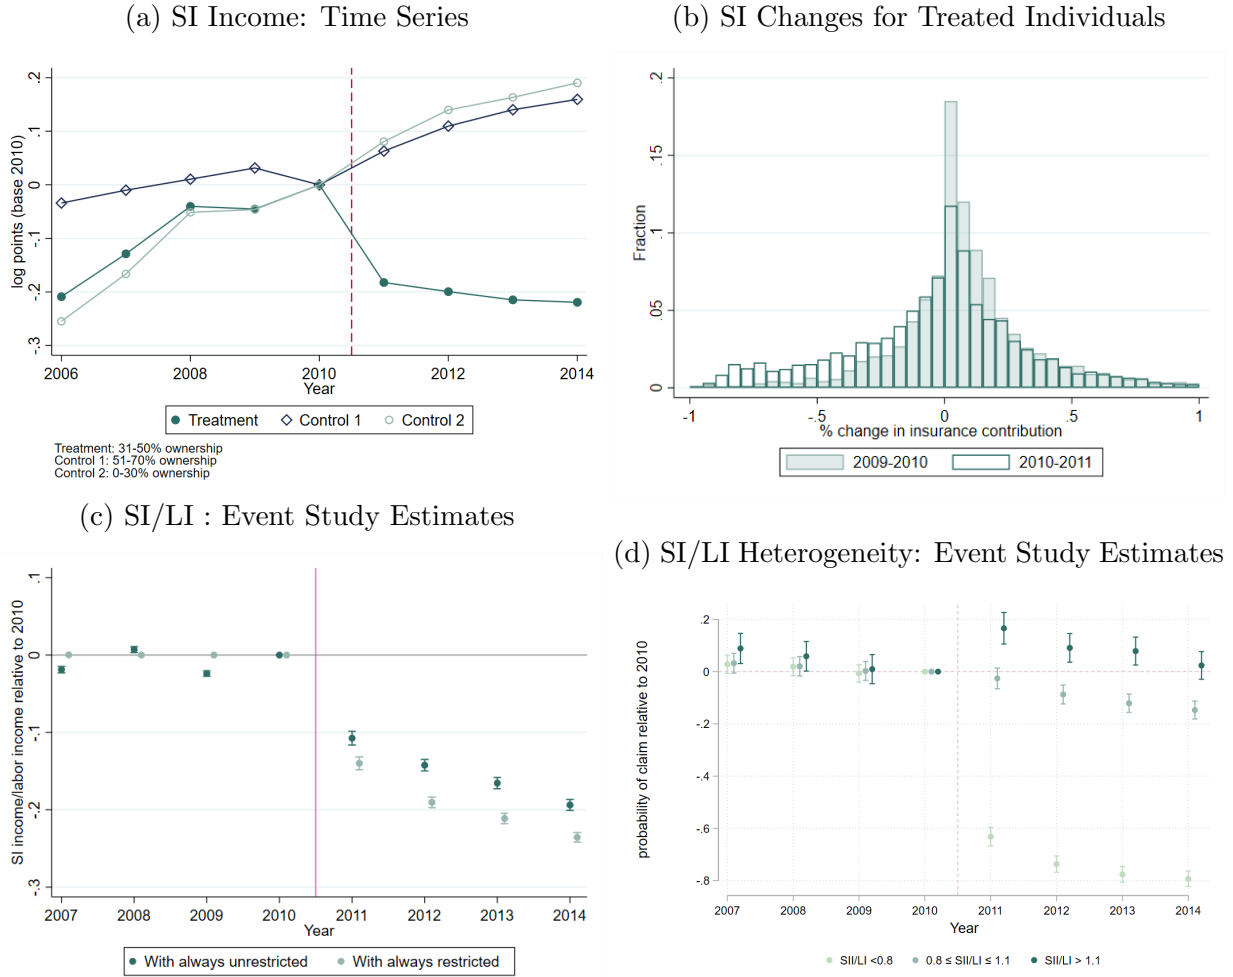 (a) SI Income: Time Series
log points (base 2010)
.2
.1
0
-.1
-.2
-.3
2006
2008
2010
2012
2014
Year
Treatment
Control 1
Control 2
Treatment: 31-50% ownership
Control 1: 51-70% ownership
Control 2: 0-30% ownership
(b) SI Changes for Treated Individuals
Fraction
.2
.15
.1
.05
0
-1
-.5
0
.5
1
% change in insurance contribution
2009-2010
2010-2011
(c) SI/LI : Event Study Estimates
SI income/labor income relative to 2010
.1
0
-.1
-.2
-.3
2007
2008
2009
2010
2011
2012
2013
2014
Year
With always unrestricted
With always restricted
(d) SI/LI Heterogeneity: Event Study Estimates
probability of claim relative to 2010
.2
0
-.2
-.4
-.6
-.8
2007
2008
2009
2010
2011
2012
2013
2014
Year
SII/LI <0.8
0.8 ≤ SII/LI ≤ 1.1
SII/LI > 1.1